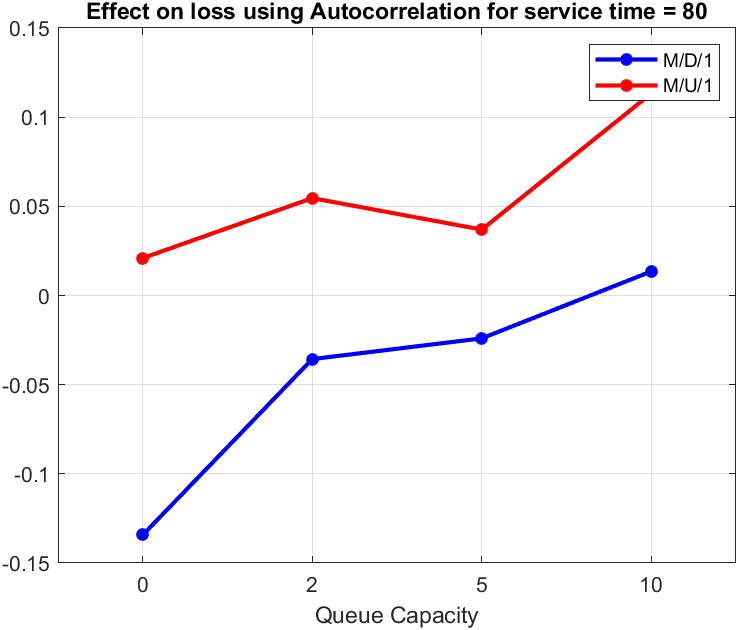 Effect on loss using Autocorrelation for service time = 80
0.15
0.1
0.05
0
-0.05
-0.1
-0.15
M/D/1
M/U/1
0 2 5 10
Queue Capacity